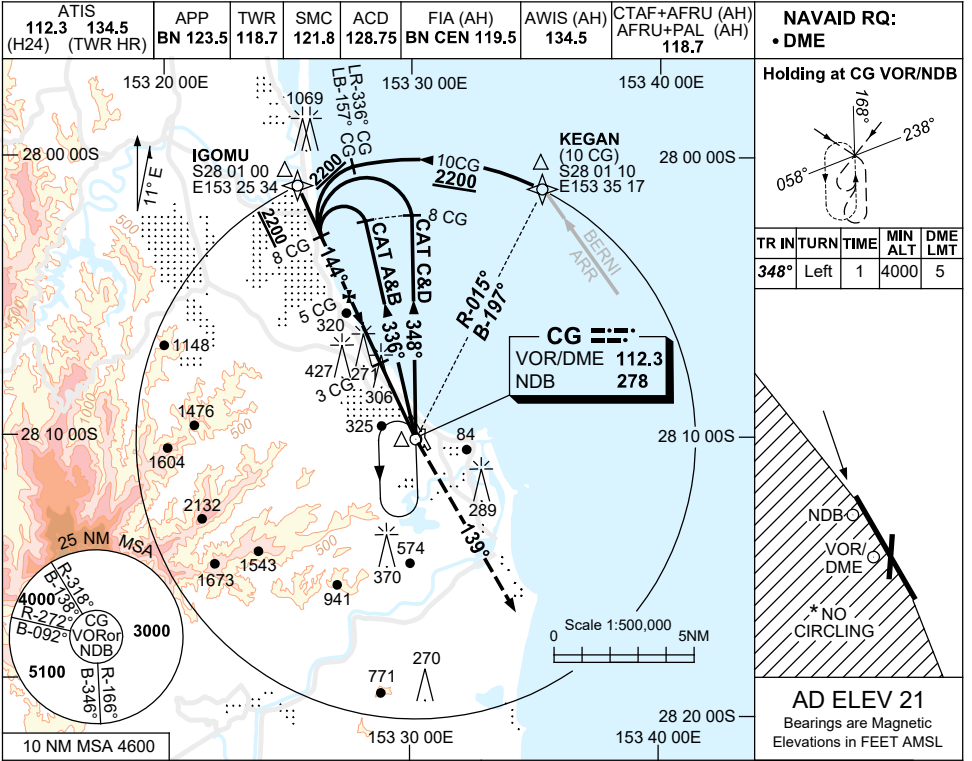 ATIS
112.3 134.5
(H24) (TWR HR)
APP
BN 123.5
TWR
118.7
SMC
121.8
ACD
128.75
FIA (AH)
BN CEN 119.5
AWIS (AH)
134.5
CTAF+AFRU (AH)
AFRU+PAL (AH)
118.7
NAVAID RQ:
• DME
153 20 00E
153 30 00E
153 40 00E
28 00 00S
28 00 00S
11° E
1069
LR-336° CG
LB-157° CG
IGOMU
S28 01 00
E153 25 34
KEGAN
(10 CG)
S28 01 10
E153 35 17
2200
10CG
2200
2200
8 CG
8 CG
CAT A&B
CAT C&D
144°
336°
348°
BERNI
ARR
R-015°
B-197°
500
5 CG
320
1148
427
271
3 CG
306
CG
VOR/DME 112.3
NDB 278
1000
1476
500
1604
325
84
28 10 00S
28 10 00S
289
139°
2132
1543
1673
500
574
370
941
25 NM MSA
R-318°
B-138°
4000
R-272°
B-092°
CG
VORor
NDB
3000
5100
R-166°
B-346°
Scale 1:500,000
0 5NM
771
270
28 20 00S
10 NM MSA 4600
153 30 00E
153 40 00E
Holding at CG VOR/NDB
168°
238°
058°
TR IN TURN TIME MIN ALT DME LMT
348° Left 1 4000 5
NDB
VOR/
DME
*NO
CIRCLING
AD ELEV 21
Bearings are Magnetic
Elevations in FEET AMSL